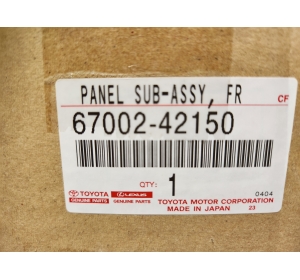 PANEL SUB-ASSY, FR
CF
67002-42150
QTY: 1
0404
TOYOTA GENUINE PARTS
LEXUS GENUINE PARTS
TOYOTA MOTOR CORPORATION
MADE IN JAPAN 23